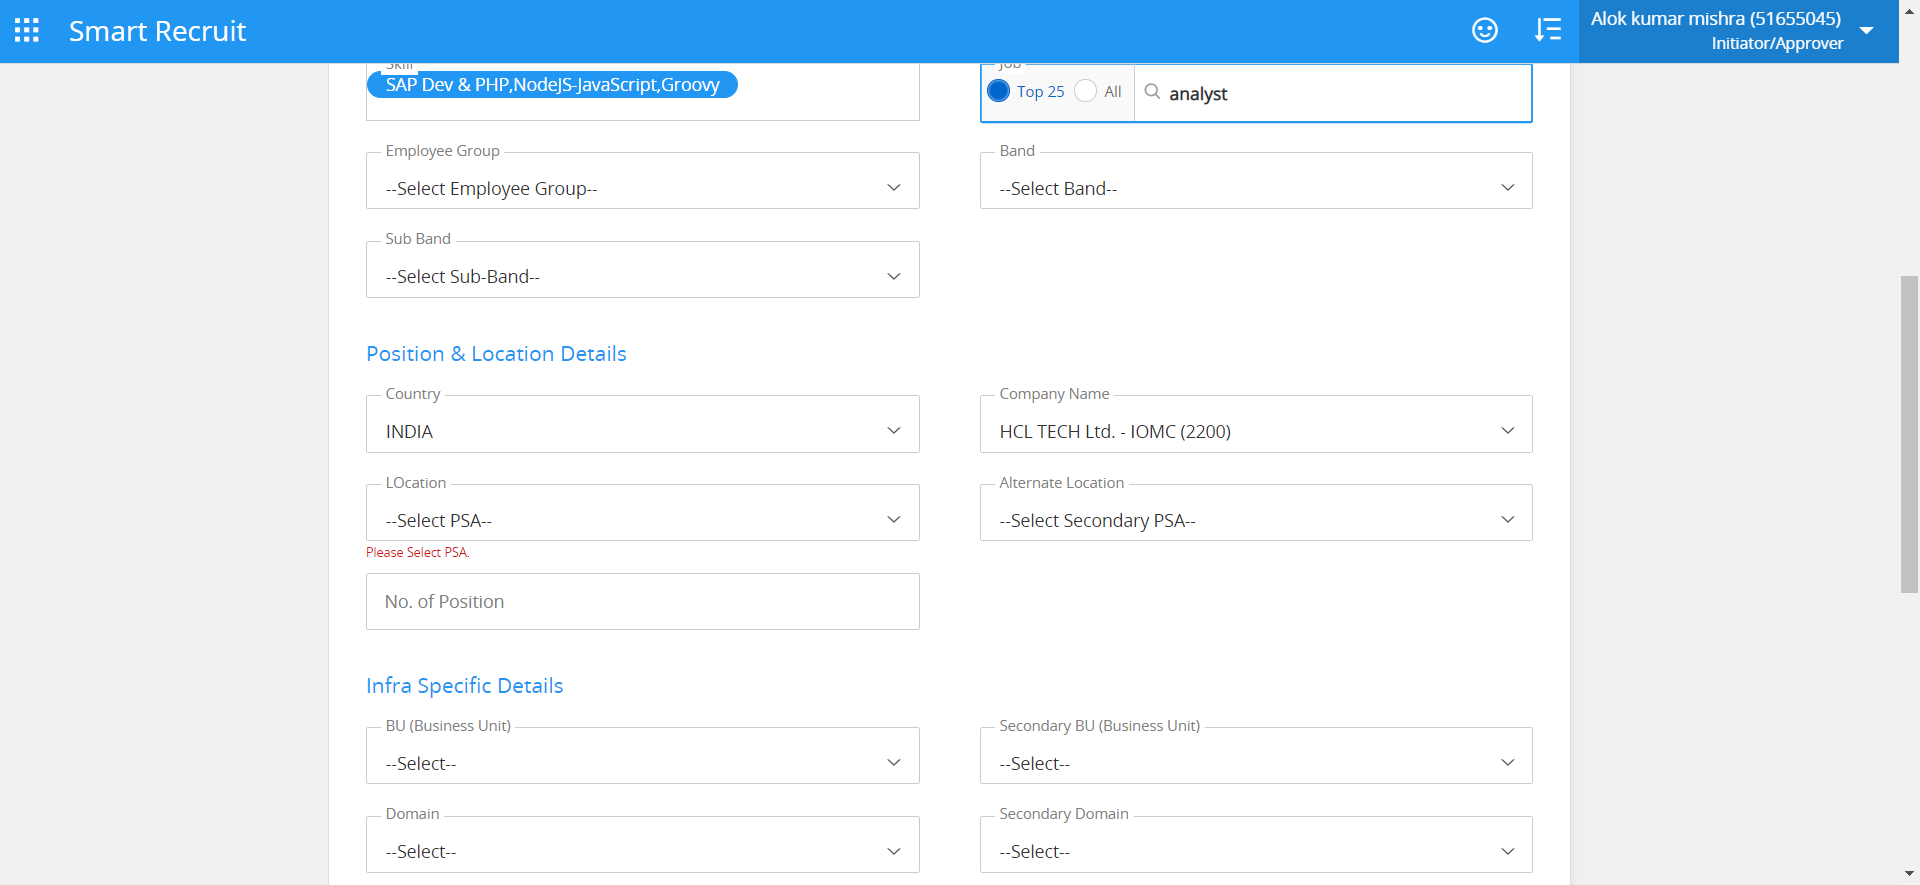 Smart Recruit
Alok kumar mishra (51655045)
Initiator/Approver
Skill
SAP Dev & PHP,NodeJS-JavaScript,Groovy
Job
Top 25 All analyst
Employee Group
--Select Employee Group--
Band
--Select Band--
Sub Band
--Select Sub-Band--
Position & Location Details
Country
INDIA
Company Name
HCL TECH Ltd. - IOMC (2200)
LOcation
--Select PSA--
Alternate Location
--Select Secondary PSA--
Please Select PSA.
No. of Position
Infra Specific Details
BU (Business Unit)
--Select--
Secondary BU (Business Unit)
--Select--
Domain
--Select--
Secondary Domain
--Select--